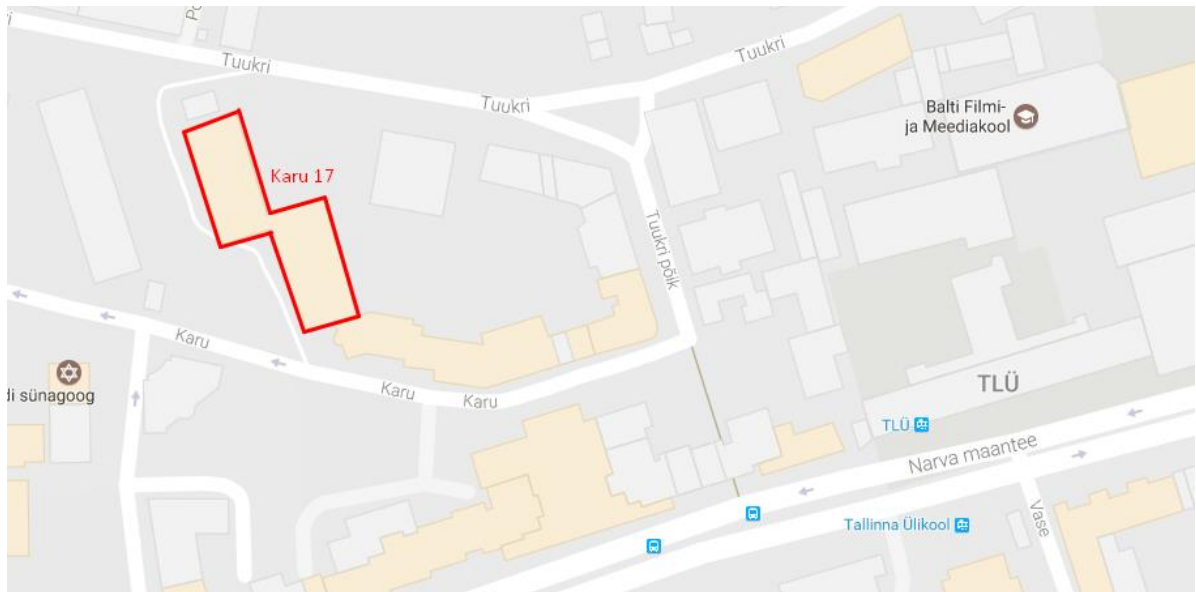 Tuukri
Tuukri
Tuukri
Balti Filmi-
ja Meediakool
Karu 17
Tuukri põik
Karu
di sünagoog
Karu
Karu
TLÜ
TLÜ
Narva maantee
Tallinna Ülikool
Vase